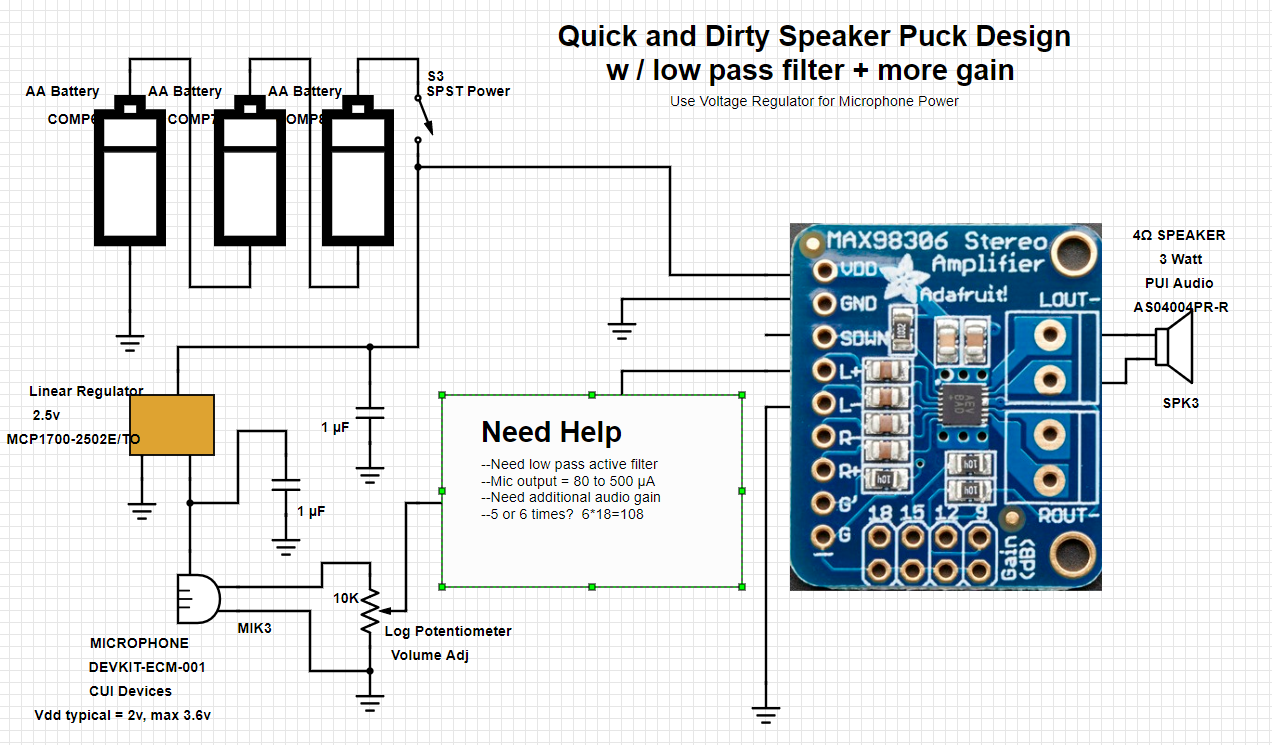 Quick and Dirty Speaker Puck Design
w / low pass filter + more gain
Use Voltage Regulator for Microphone Power
S3
SPST Power
AA Battery
AA Battery
AA Battery
COMP6
COMP7
OMP8
MAX98306 Stereo
Amplifier
Adafruit!
VDD
GND
SDWN
L+
L-
R-
R+
G'
G
LOUT-
ROUT-
18 15 12 9
Gain
(dB)
4Ω SPEAKER
3 Watt
PUI Audio
AS04004PR-R
SPK3
Linear Regulator
2.5v
MCP1700-2502E/TO
1 µF
1 µF
Need Help
--Need low pass active filter
--Mic output = 80 to 500 µA
--Need additional audio gain
--5 or 6 times?  6*18=108
10K
MIK3
Log Potentiometer
Volume Adj
MICROPHONE
DEVKIT-ECM-001
CUI Devices
Vdd typical = 2v, max 3.6v